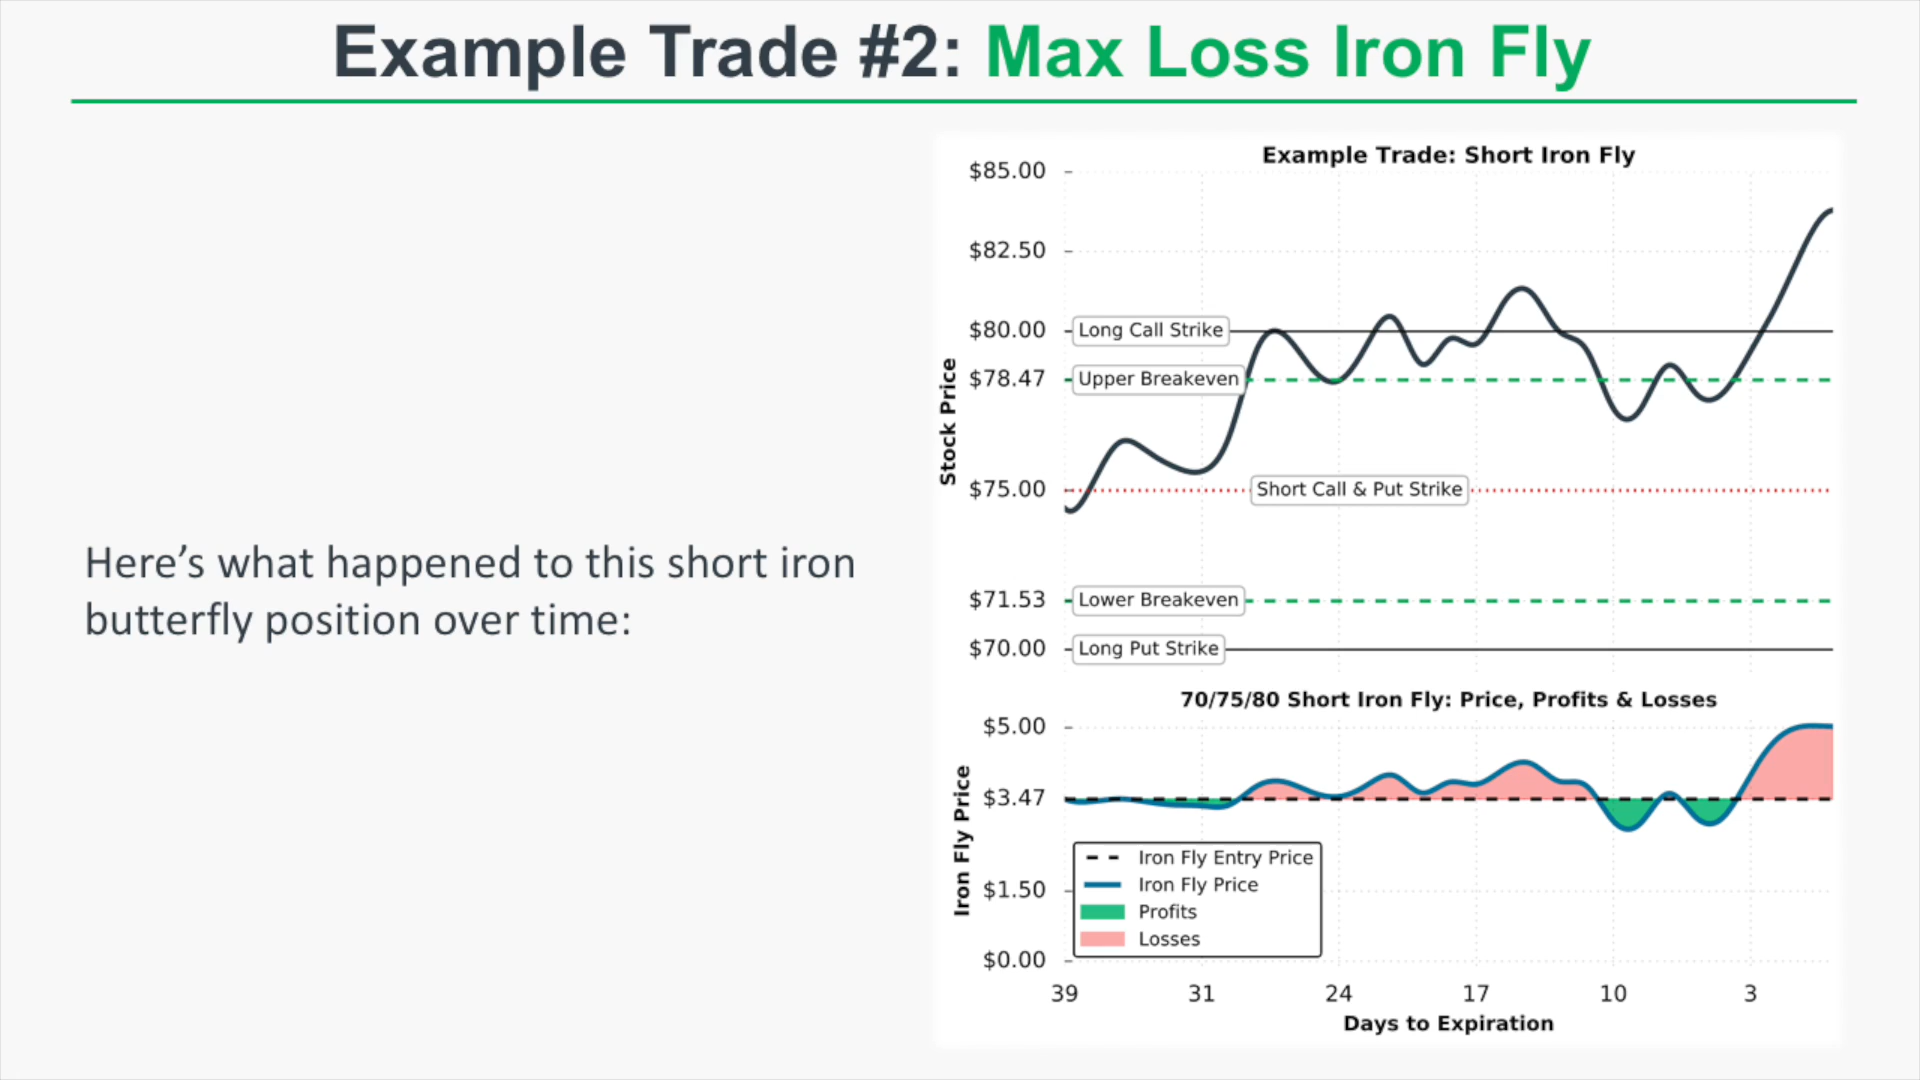 Example Trade #2: Max Loss Iron Fly
Here’s what happened to this short iron
butterfly position over time:
Example Trade: Short Iron Fly
Stock Price
$85.00
$82.50
$80.00
Long Call Strike
$78.47
Upper Breakeven
$75.00
Short Call & Put Strike
$71.53
Lower Breakeven
$70.00
Long Put Strike
70/75/80 Short Iron Fly: Price, Profits & Losses
Iron Fly Price
$5.00
$3.47
$1.50
$0.00
Iron Fly Entry Price
Iron Fly Price
Profits
Losses
39 31 24 17 10 3
Days to Expiration